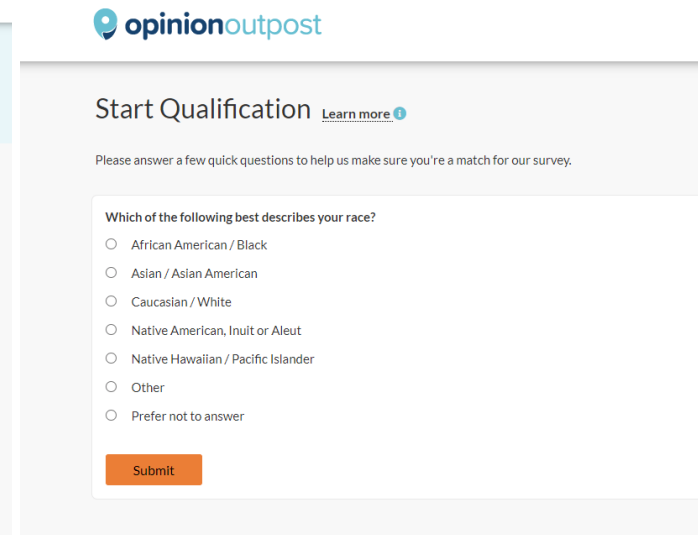 opinionoutpost
Start Qualification Learn more i
Please answer a few quick questions to help us make sure you're a match for our survey.
Which of the following best describes your race?
African American / Black
Asian / Asian American
Caucasian / White
Native American, Inuit or Aleut
Native Hawaiian / Pacific Islander
Other
Prefer not to answer
Submit